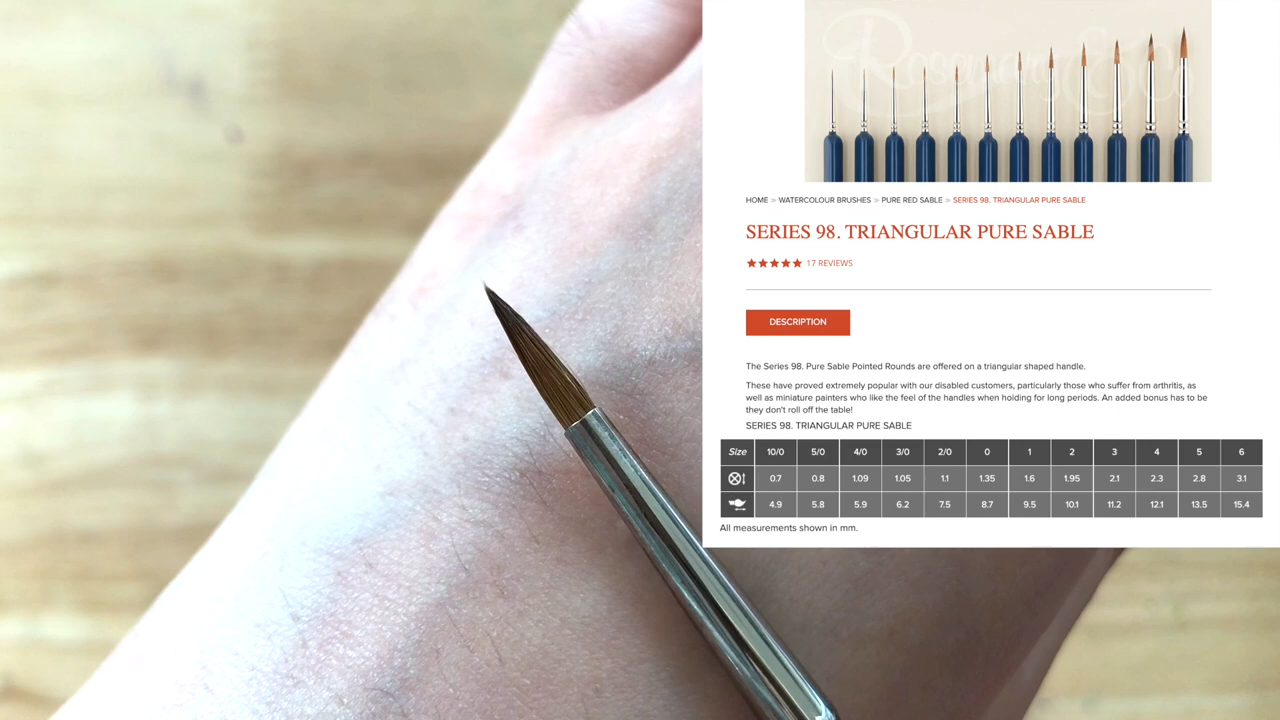 Rosemary & Co
HOME > WATERCOLOUR BRUSHES > PURE RED SABLE > SERIES 98. TRIANGULAR PURE SABLE
SERIES 98. TRIANGULAR PURE SABLE
17 REVIEWS
DESCRIPTION
The Series 98. Pure Sable Pointed Rounds are offered on a triangular shaped handle.
These have proved extremely popular with our disabled customers, particularly those who suffer from arthritis, as
well as miniature painters who like the feel of the handles when holding for long periods. An added bonus has to be
they don't roll off the table!
SERIES 98. TRIANGULAR PURE SABLE
Size 10/0 5/0 4/0 3/0 2/0 0 1 2 3 4 5 6
0.7 0.8 1.09 1.05 1.1 1.35 1.6 1.95 2.1 2.3 2.8 3.1
4.9 5.8 5.9 6.2 7.5 8.7 9.5 10.1 11.2 12.1 13.5 15.4
All measurements shown in mm.